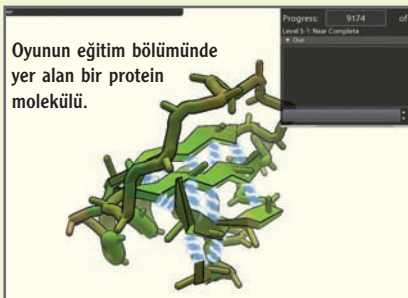 Progress: 9174 of
Level 5-1: Near Complete
Chat
Oyunun eğitim bölümünde
yer alan bir protein
molekülü.